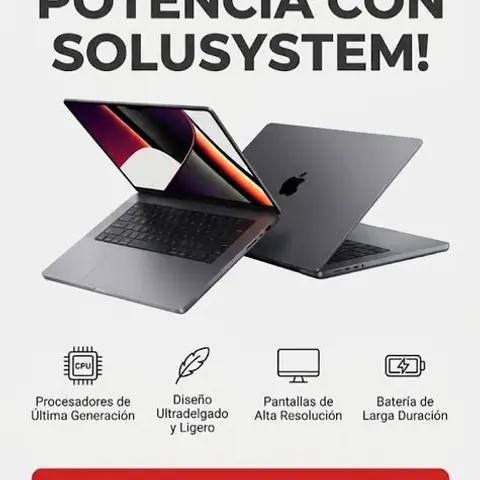 POTENCIA CON
SOLUSYSTEM!
CPU
Procesadores de
Última Generación
Diseño
Ultradelgado
y Ligero
Pantallas de
Alta Resolución
Batería de
Larga Duración